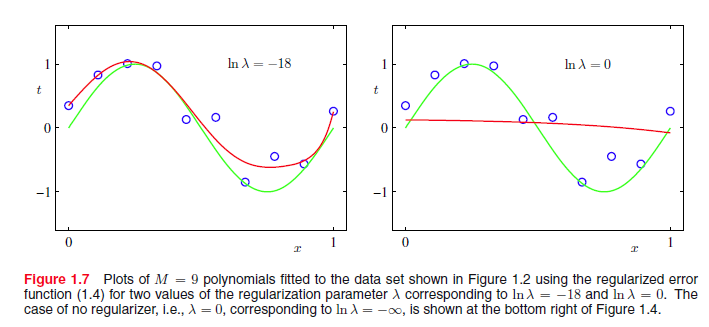 ln λ = −18
1
t
0
−1
0
x
1
ln λ = 0
1
t
0
−1
0
x
1
Figure 1.7 Plots of M = 9 polynomials fitted to the data set shown in Figure 1.2 using the regularized error
function (1.4) for two values of the regularization parameter λ corresponding to ln λ = −18 and ln λ = 0. The
case of no regularizer, i.e., λ = 0, corresponding to ln λ = −∞, is shown at the bottom right of Figure 1.4.